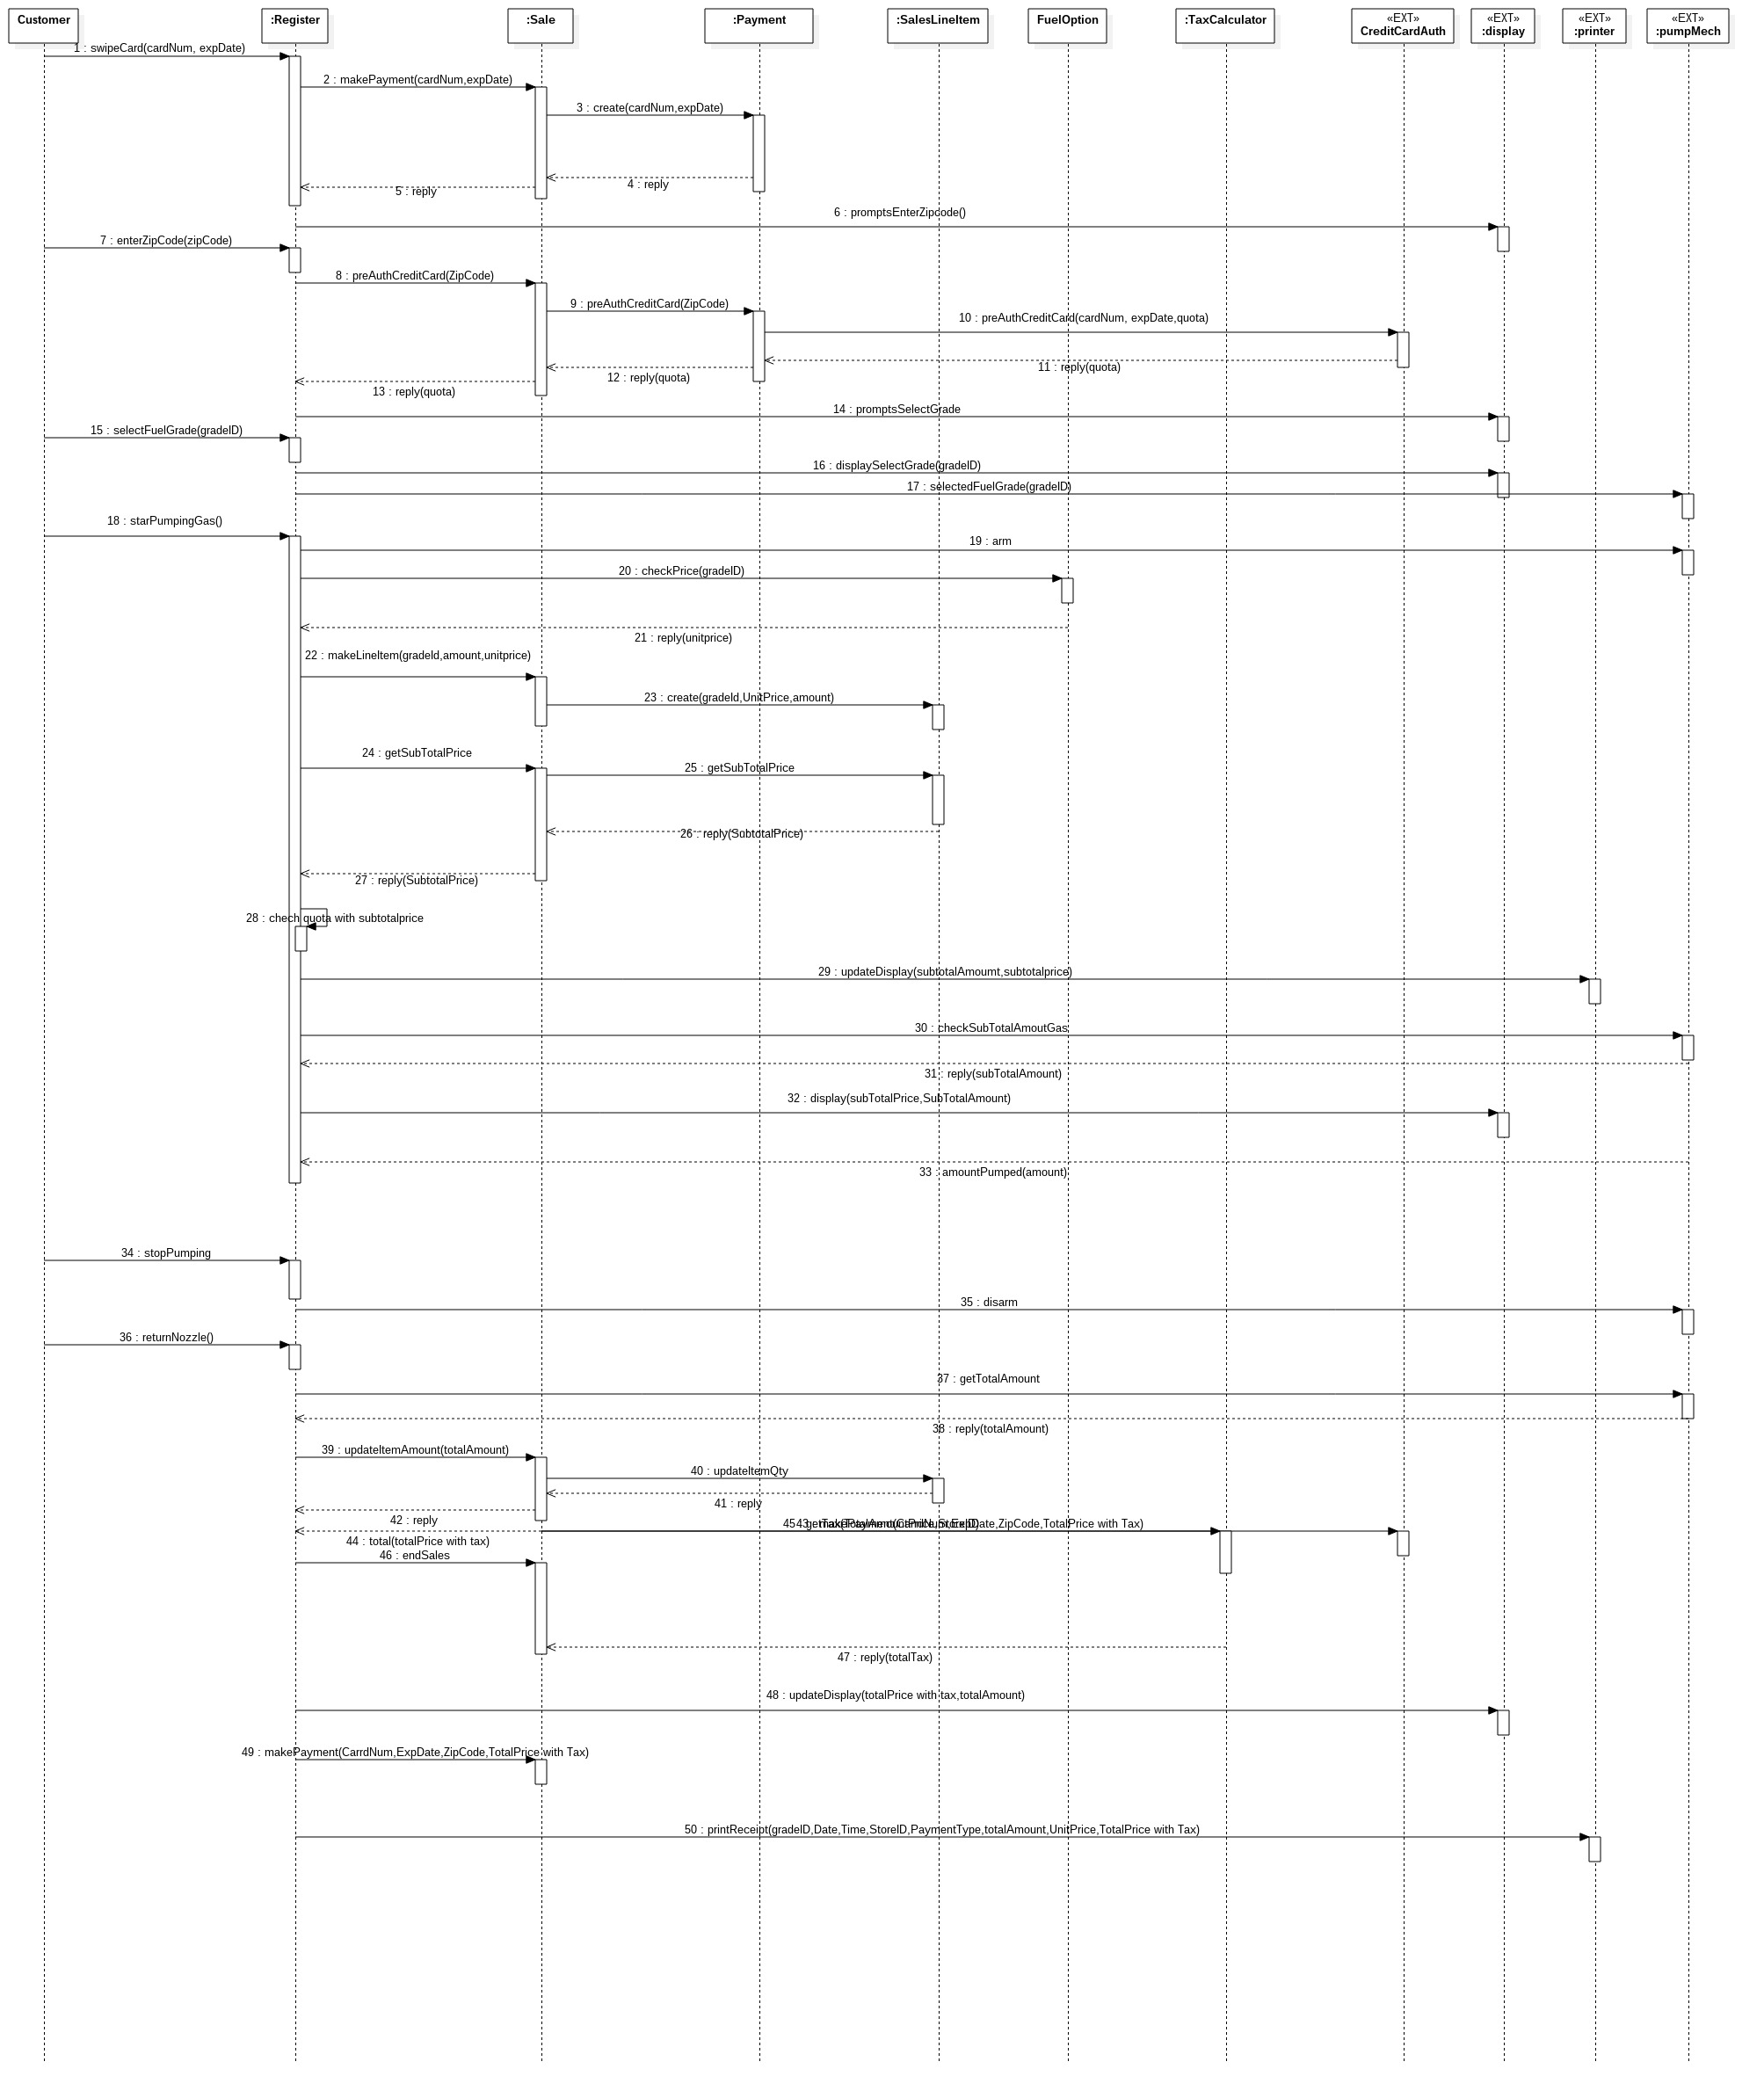 Customer
:Register
:Sale
:Payment
:SalesLineItem
FuelOption
:TaxCalculator
«EXT»
CreditCardAuth
«EXT»
:display
«EXT»
:printer
«EXT»
:pumpMech
1 : swipeCard(cardNum, expDate)
2 : makePayment(cardNum,expDate)
3 : create(cardNum,expDate)
4 : reply
5 : reply
6 : promptsEnterZipcode()
7 : enterZipCode(zipCode)
8 : preAuthCreditCard(ZipCode)
9 : preAuthCreditCard(ZipCode)
10 : preAuthCreditCard(cardNum, expDate,quota)
11 : reply(quota)
12 : reply(quota)
13 : reply(quota)
14 : promptsSelectGrade
15 : selectFuelGrade(gradeID)
16 : displaySelectGrade(gradeID)
17 : selectedFuelGrade(gradeID)
18 : starPumpingGas()
19 : arm
20 : checkPrice(gradeID)
21 : reply(unitprice)
22 : makeLineItem(gradeId,amount,unitprice)
23 : create(gradeId,UnitPrice,amount)
24 : getSubTotalPrice
25 : getSubTotalPrice
26 : reply(SubtotalPrice)
27 : reply(SubtotalPrice)
28 : chech quota with subtotalprice
29 : updateDisplay(subtotalAmoumt,subtotalprice)
30 : checkSubTotalAmoutGas
31 : reply(subTotalAmount)
32 : display(subTotalPrice,SubTotalAmount)
33 : amountPumped(amount)
34 : stopPumping
35 : disarm
36 : returnNozzle()
37 : getTotalAmount
38 : reply(totalAmount)
39 : updateItemAmount(totalAmount)
40 : updateItemQty
41 : reply
42 : reply
ExpDate,ZipCode,TotalPrice with Tax)
44 : total(totalPrice with tax)
46 : endSales
47 : reply(totalTax)
48 : updateDisplay(totalPrice with tax,totalAmount)
49 : makePayment(CarrdNum,ExpDate,ZipCode,TotalPrice with Tax)
50 : printReceipt(gradeID,Date,Time,StoreID,PaymentType,totalAmount,UnitPrice,TotalPrice with Tax)